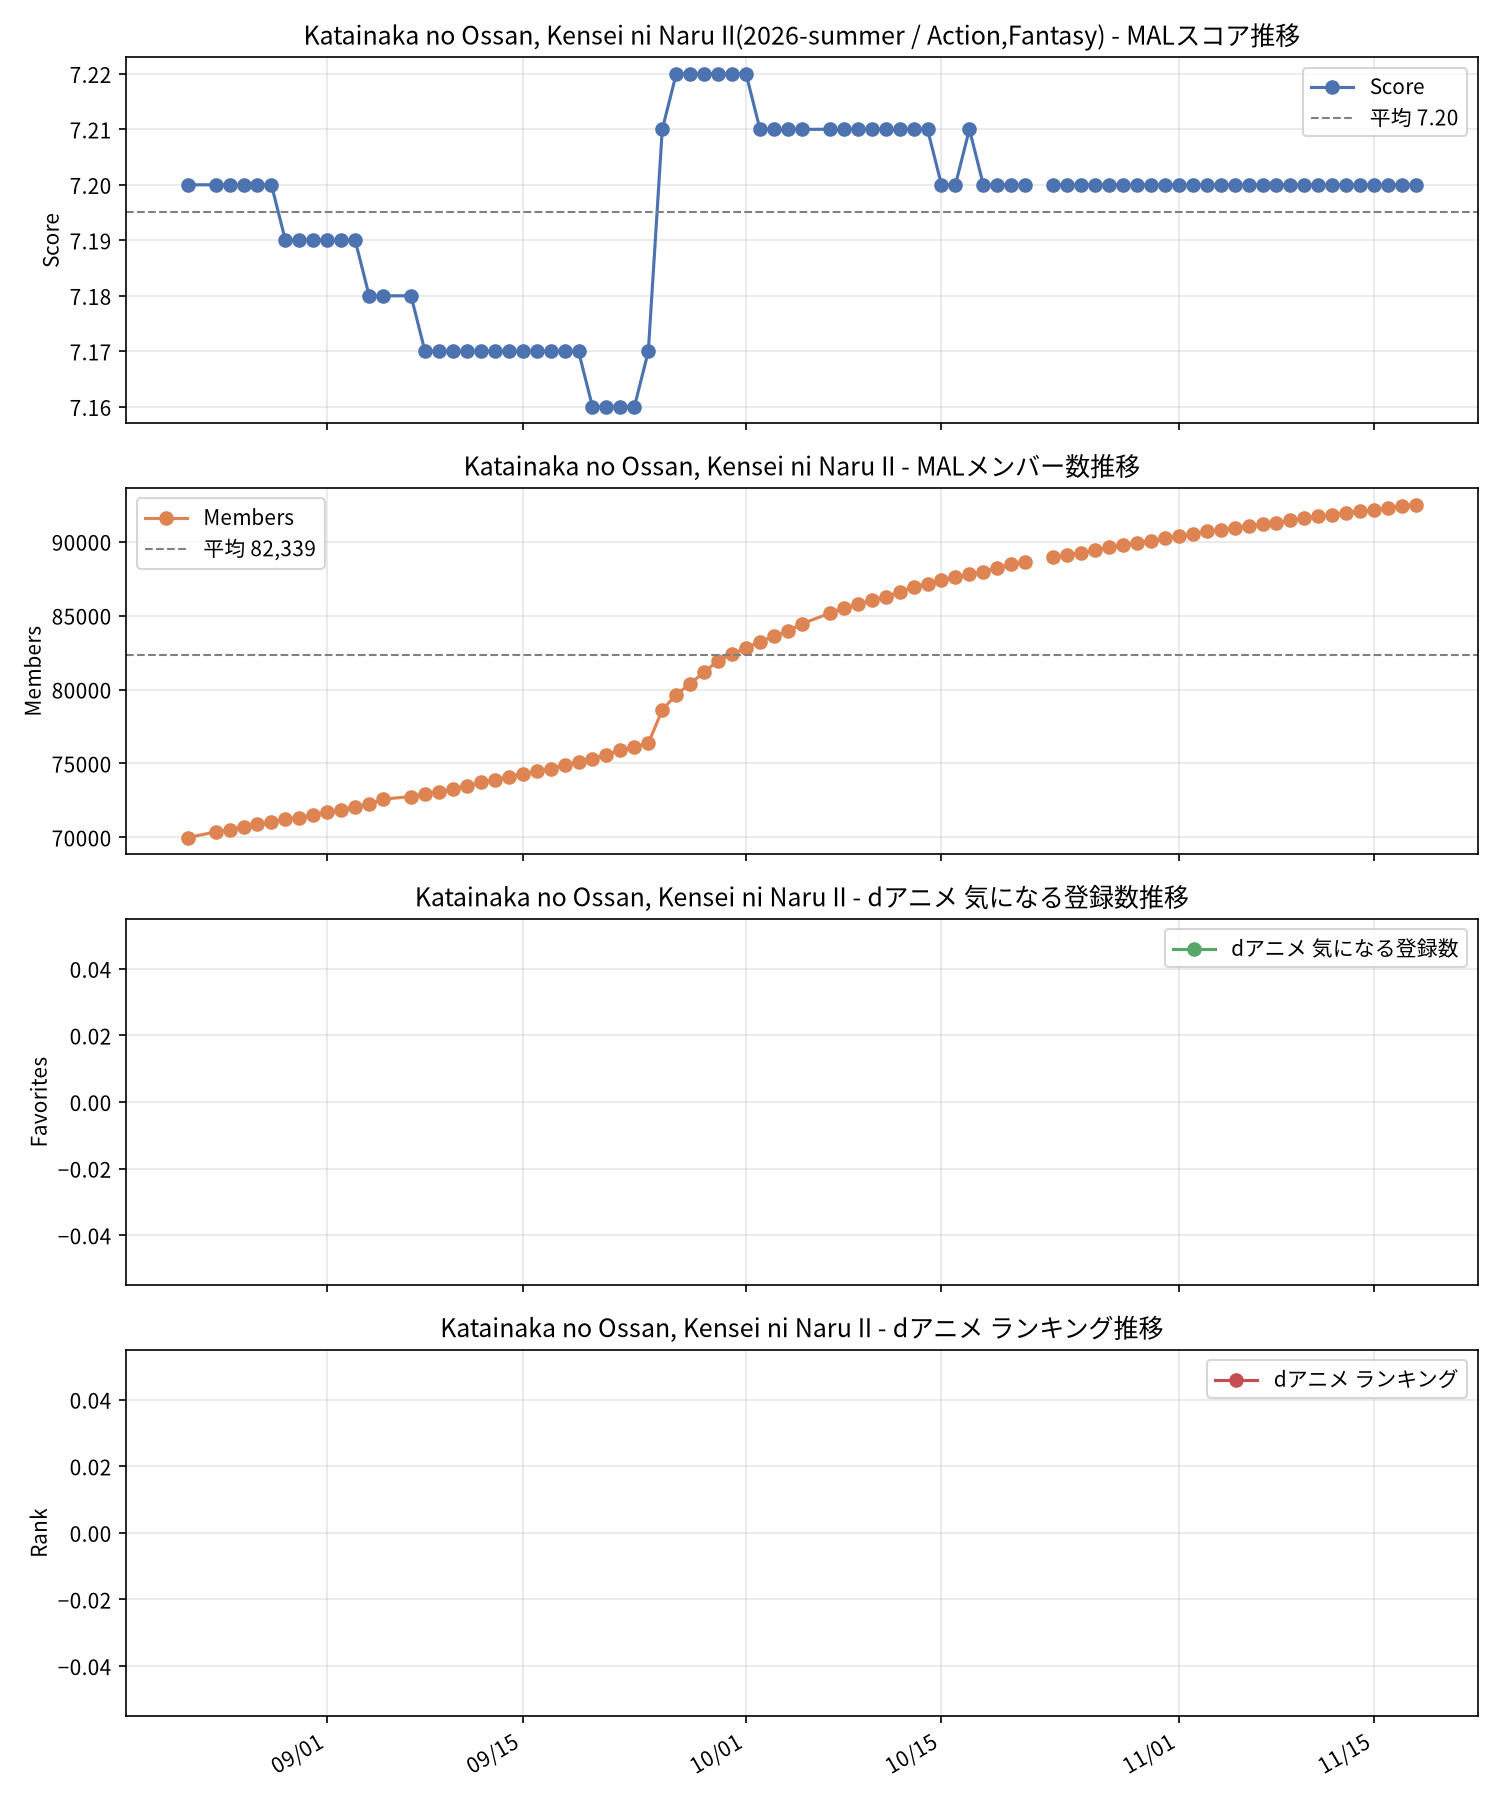 Katainaka no Ossan, Kensei ni Naru II(2026-summer / Action,Fantasy) - MALスコア推移
7.22
7.21
7.20
7.19
7.18
7.17
7.16
Score
Score
平均 7.20
Katainaka no Ossan, Kensei ni Naru II - MALメンバー数推移
90000
85000
80000
75000
70000
Members
Members
平均 82,339
Katainaka no Ossan, Kensei ni Naru II - dアニメ 気になる登録数推移
0.04
0.02
0.00
−0.02
−0.04
Favorites
dアニメ 気になる登録数
Katainaka no Ossan, Kensei ni Naru II - dアニメ ランキング推移
0.04
0.02
0.00
−0.02
−0.04
Rank
dアニメ ランキング
09/01
09/15
10/01
10/15
11/01
11/15